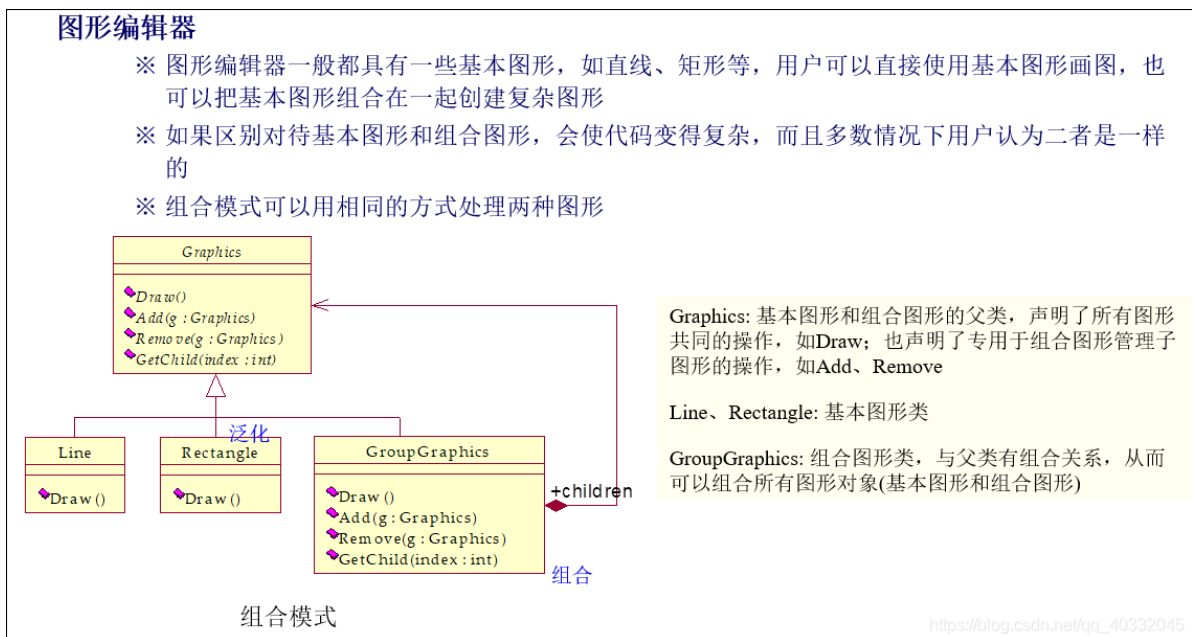 图形编辑器
※ 图形编辑器一般都具有一些基本图形，如直线、矩形等，用户可以直接使用基本图形画图，也
可以把基本图形组合在一起创建复杂图形
※ 如果区别对待基本图形和组合图形，会使代码变得复杂，而且多数情况下用户认为二者是一样
的
※ 组合模式可以用相同的方式处理两种图形
Graphics
Draw()
Add(g : Graphics)
Remove(g : Graphics)
GetChild(index : int)
泛化
Line
Draw()
Rectangle
Draw()
GroupGraphics
Draw()
Add(g : Graphics)
Remove(g : Graphics)
GetChild(index : int)
+children
组合
组合模式
Graphics: 基本图形和组合图形的父类，声明了所有图形
共同的操作，如Draw；也声明了专用于组合图形管理子
图形的操作，如Add、Remove
Line、Rectangle: 基本图形类
GroupGraphics: 组合图形类，与父类有组合关系，从而
可以组合所有图形对象(基本图形和组合图形)
https://blog.csdn.net/qq_40332045